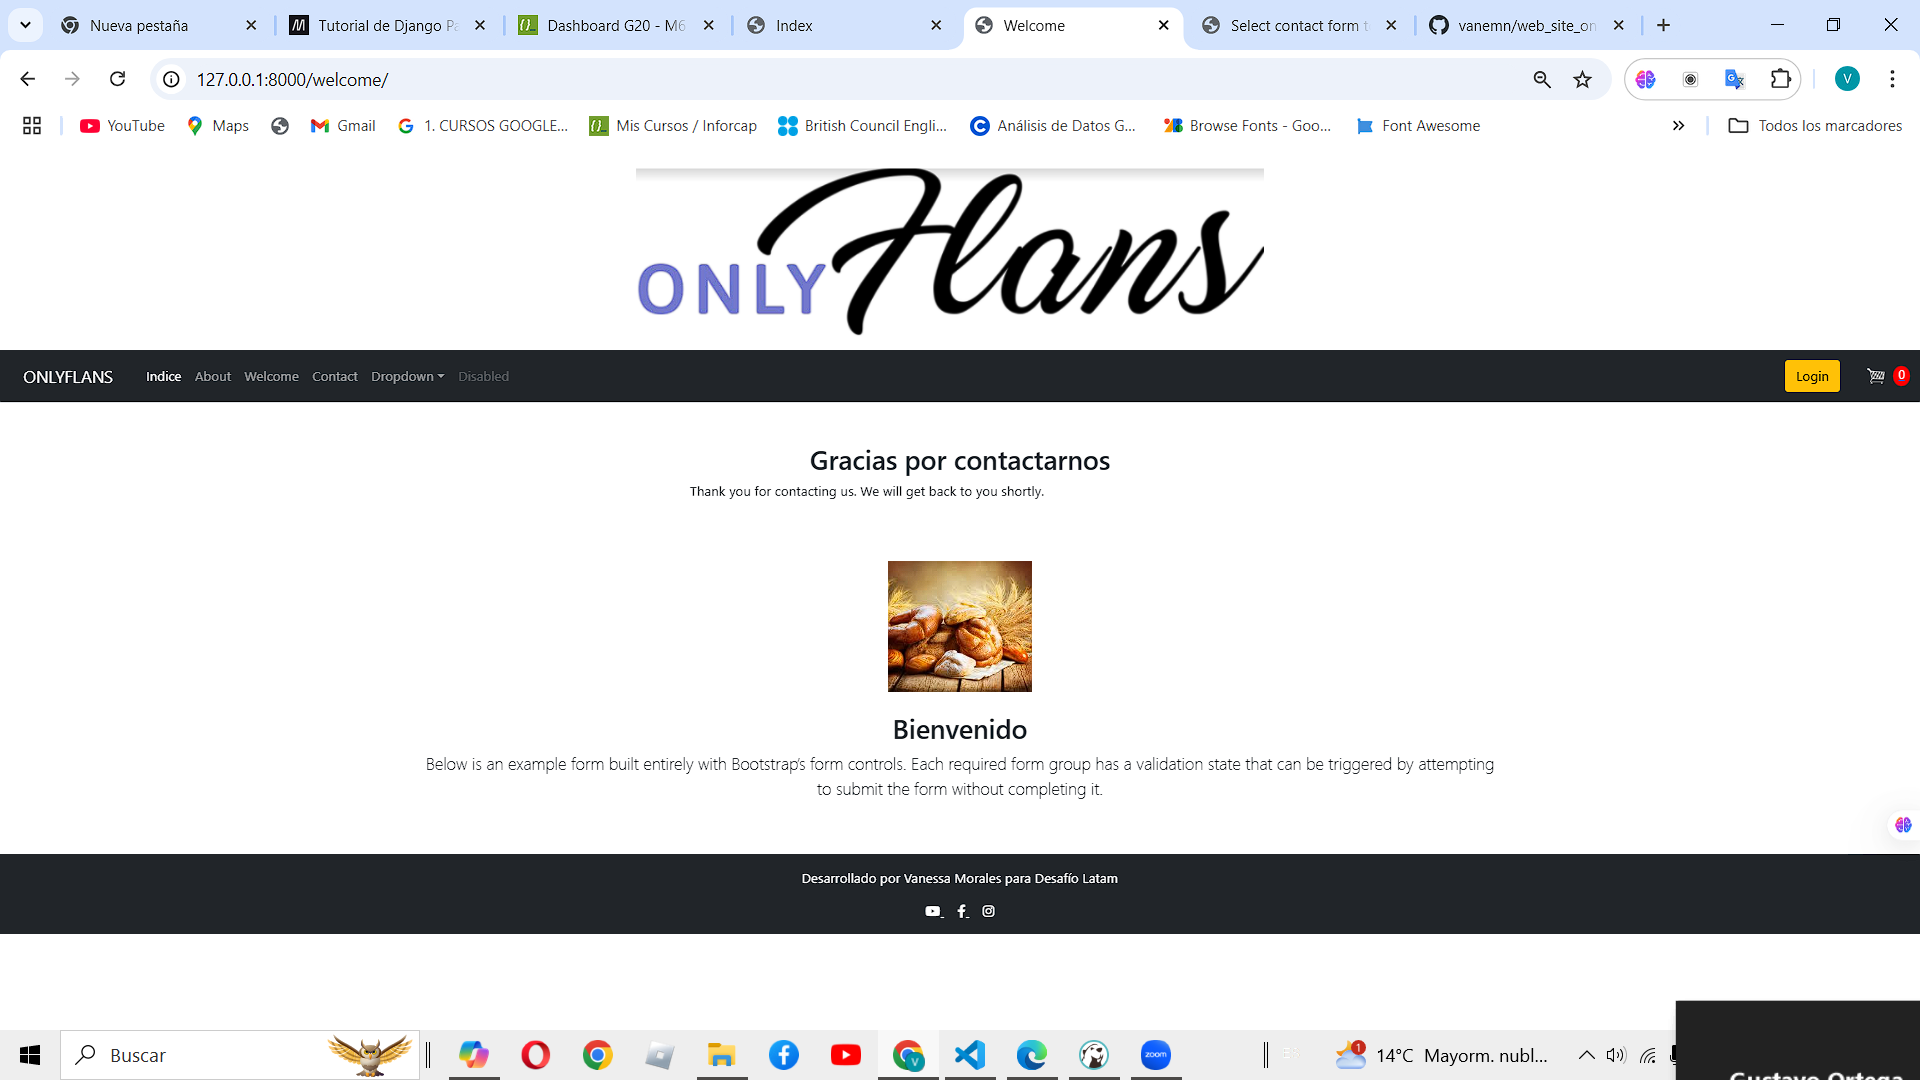 Nueva pestaña
Tutorial de Django Pa
Dashboard G20 - M6
Index
Welcome
Select contact form t
vanemn/web_site_on
127.0.0.1:8000/welcome/
V
YouTube
Maps
Gmail
1. CURSOS GOOGLE...
Mis Cursos / Inforcap
British Council Engli...
Análisis de Datos G...
Browse Fonts - Goo...
Font Awesome
Todos los marcadores
ONLY Flans
ONLYFLANS
Indice
About
Welcome
Contact
Dropdown
Disabled
Login
0
Gracias por contactarnos
Thank you for contacting us. We will get back to you shortly.
Bienvenido
Below is an example form built entirely with Bootstrap's form controls. Each required form group has a validation state that can be triggered by attempting
to submit the form without completing it.
Desarrollado por Vanessa Morales para Desafío Latam
Buscar
zoom
1
14°C Mayorm. nubl...
Gustavo Ortega